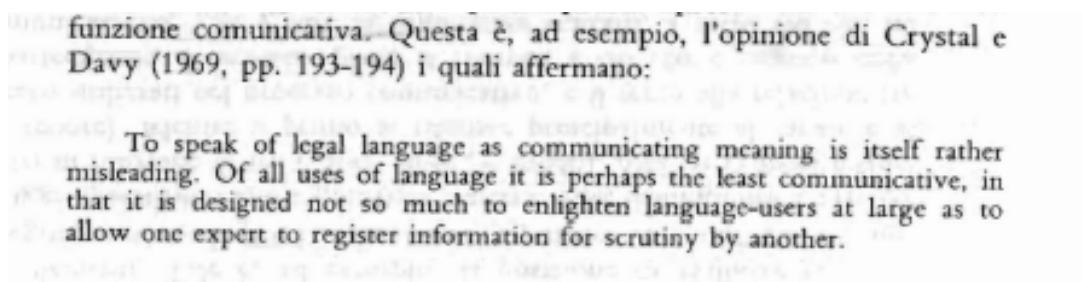 funzione comunicativa. Questa è, ad esempio, l'opinione di Crystal e
Davy (1969, pp. 193-194) i quali affermano:
To speak of legal language as communicating meaning is itself rather
misleading. Of all uses of language it is perhaps the least communicative, in
that it is designed not so much to enlighten language-users at large as to
allow one expert to register information for scrutiny by another.